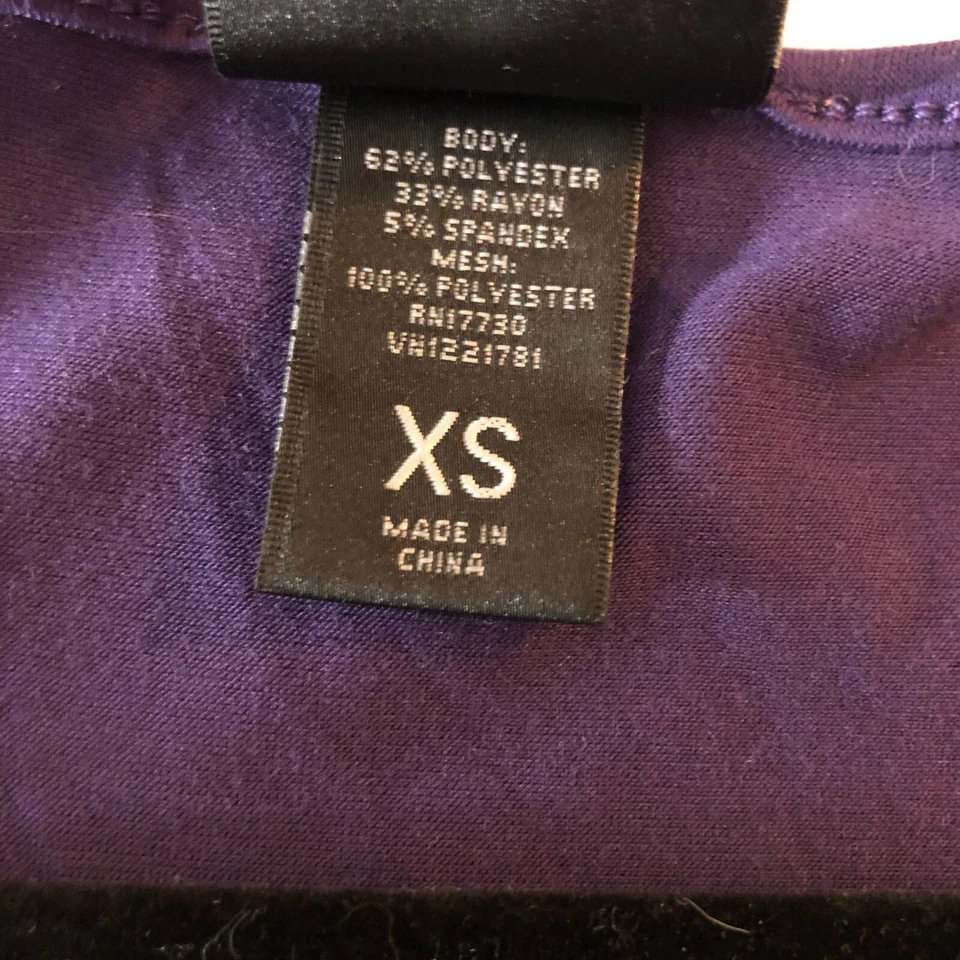 BODY:
62% POLYESTER
33% RAYON
5% SPANDEX
MESH:
100% POLYESTER
RN17730
VN1221781
XS
MADE IN
CHINA